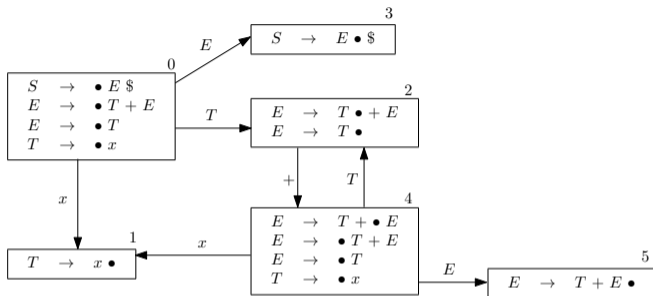 3
S → E • $
E
0
S → • E $
E → • T + E
E → • T
T → • x
2
E → T • + E
E → T •
T
+
T
x
4
E → T + • E
E → • T + E
E → • T
T → • x
x
1
T → x •
E
5
E → T + E •